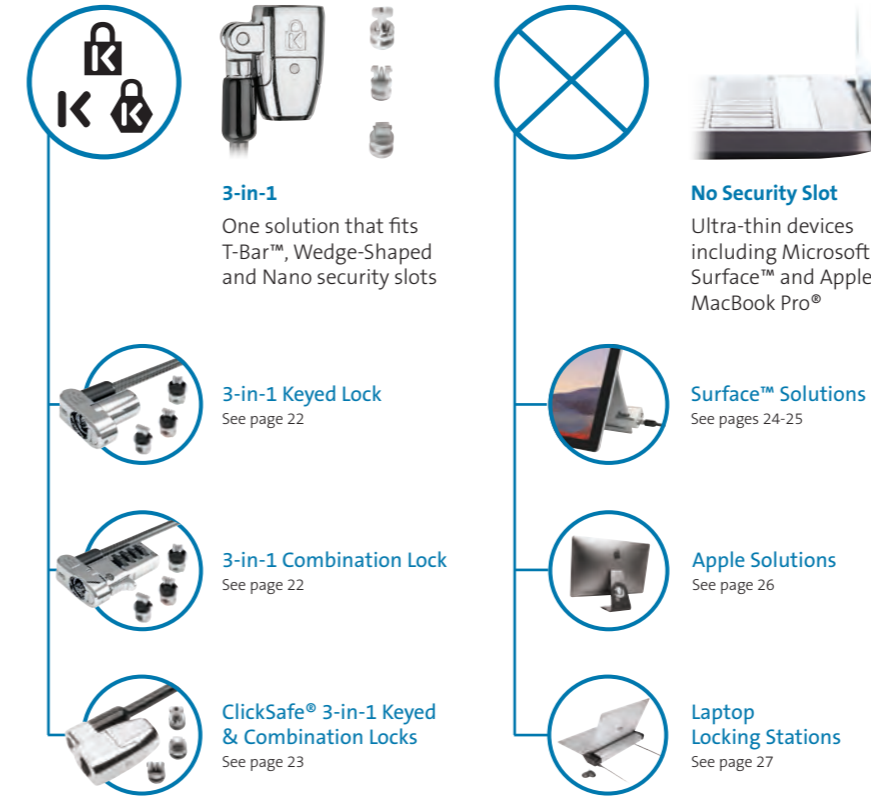 3-in-1
One solution that fits
T-Bar™, Wedge-Shaped
and Nano security slots
3-in-1 Keyed Lock
See page 22
3-in-1 Combination Lock
See page 22
ClickSafe® 3-in-1 Keyed
& Combination Locks
See page 23
No Security Slot
Ultra-thin devices
including Microsoft
Surface™ and Apple
MacBook Pro®
Surface™ Solutions
See pages 24-25
Apple Solutions
See page 26
Laptop
Locking Stations
See page 27